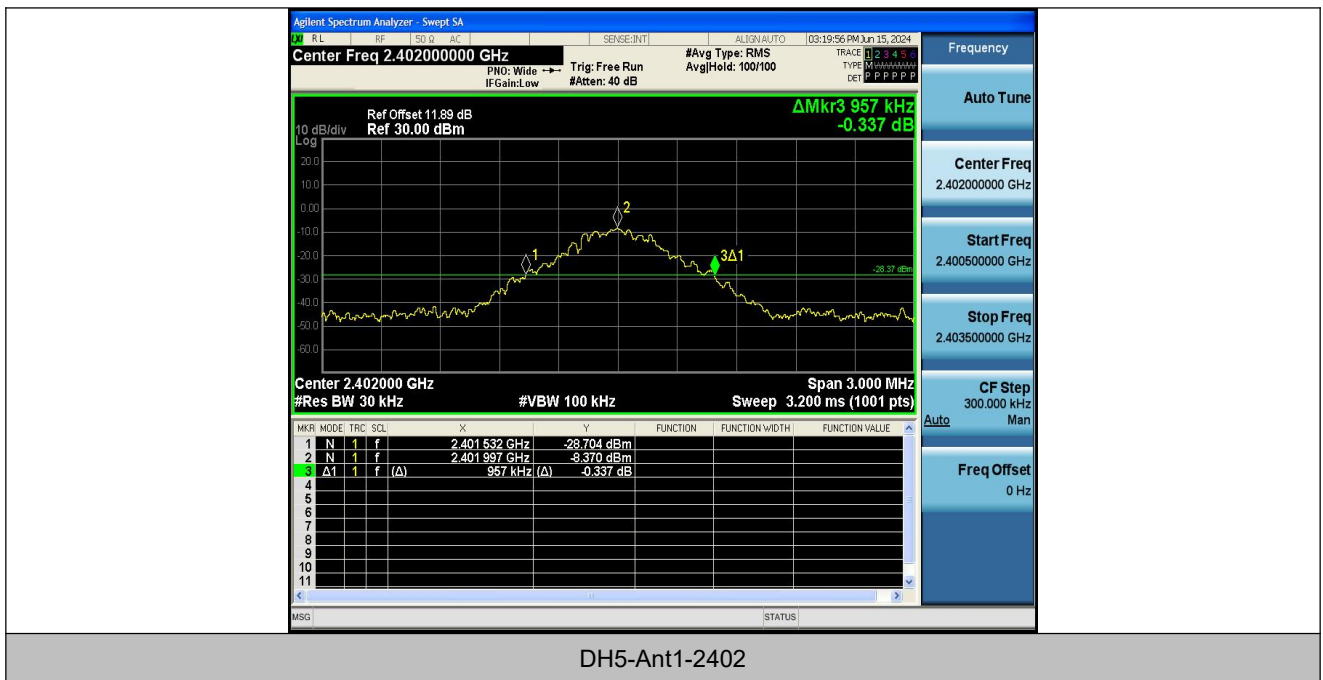 Agilent Spectrum Analyzer - Swept SA
LXI RL RF 50 Ω AC SENSE:INT ALIGN AUTO 03:19:56 PM Jun 15, 2024
Center Freq 2.402000000 GHz
PNO: Wide
IFGain:Low
Trig: Free Run
#Atten: 40 dB
#Avg Type: RMS
Avg|Hold: 100/100
TRACE 1 2 3 4 5 6
TYPE M
DET P P P P P P
Ref Offset 11.89 dB
10 dB/div Ref 30.00 dBm
Log
ΔMkr3 957 kHz
-0.337 dB
20.0
10.0
0.00
-10.0
-20.0
-30.0
-40.0
-50.0
-60.0
1
2
3Δ1
-28.37 dBm
Center 2.402000 GHz Span 3.000 MHz
#Res BW 30 kHz #VBW 100 kHz Sweep 3.200 ms (1001 pts)
MKR MODE TRC SCL X Y FUNCTION FUNCTION WIDTH FUNCTION VALUE
1 N 1 f 2.401 532 GHz -28.704 dBm
2 N 1 f 2.401 997 GHz -8.370 dBm
3 Δ1 1 f (Δ) 957 kHz (Δ) -0.337 dB
4
5
6
7
8
9
10
11
MSG STATUS
Frequency
Auto Tune
Center Freq
2.402000000 GHz
Start Freq
2.400500000 GHz
Stop Freq
2.403500000 GHz
CF Step
300.000 kHz
Auto Man
Freq Offset
0 Hz
DH5-Ant1-2402